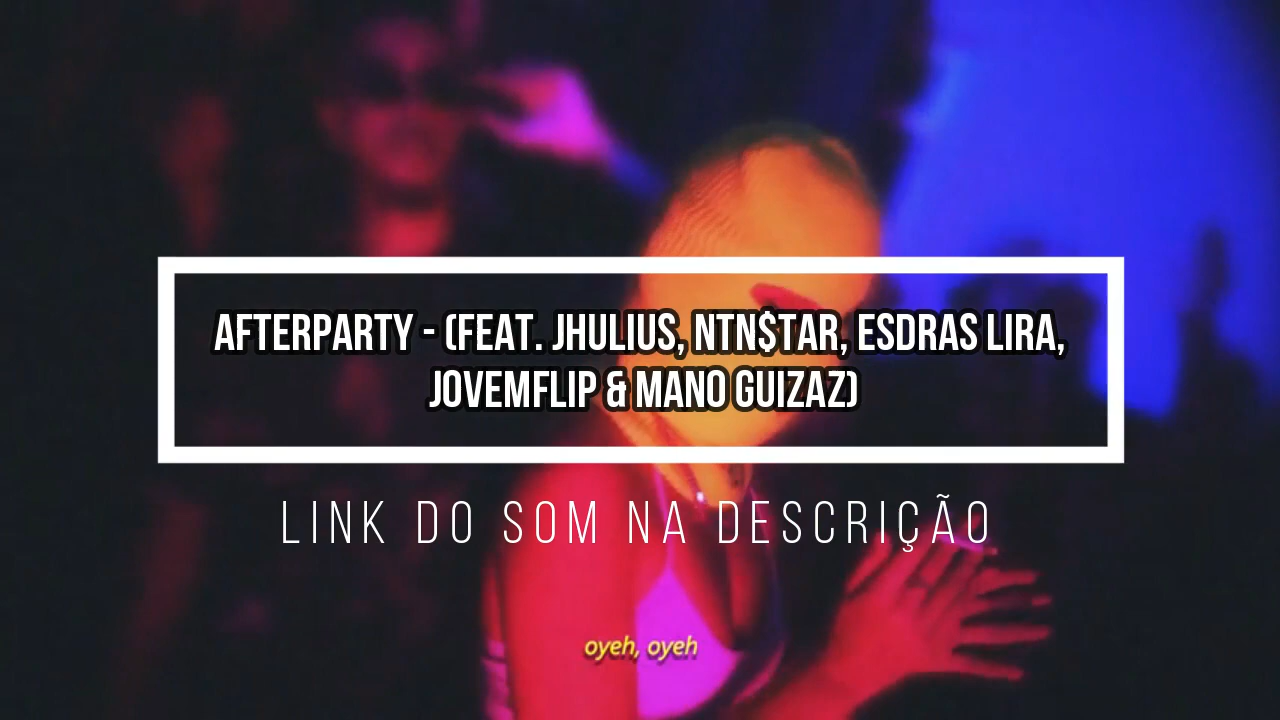 AFTERPARTY - (FEAT. JHULIUS, NTN$TAR, ESDRAS LIRA,
JOVEMFLIP & MANO GUIZAZ)
LINK DO SOM NA DESCRIÇÃO
oyeh, oyeh